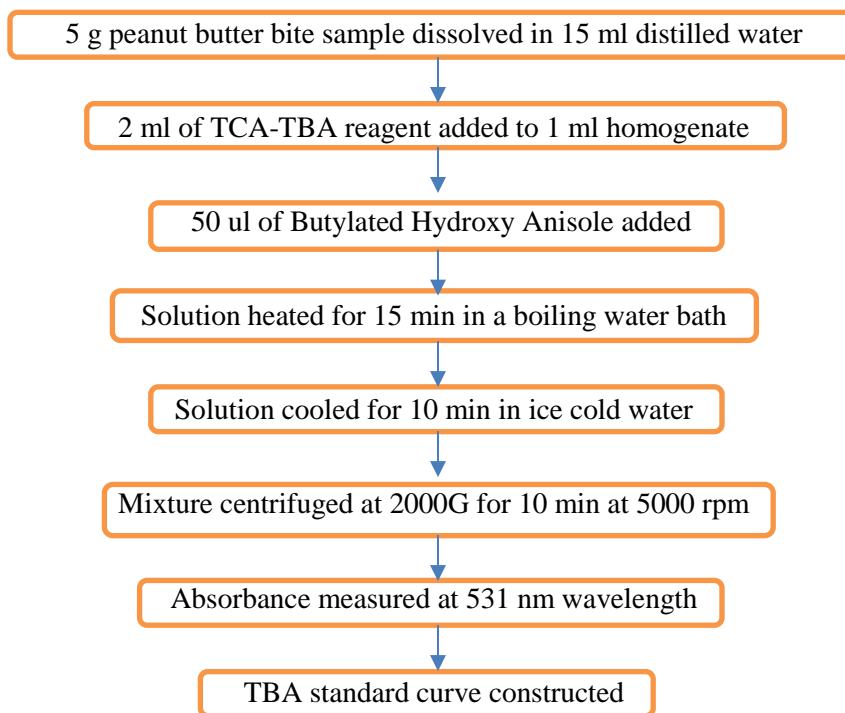 5 g peanut butter bite sample dissolved in 15 ml distilled water
2 ml of TCA-TBA reagent added to 1 ml homogenate
50 ul of Butylated Hydroxy Anisole added
Solution heated for 15 min in a boiling water bath
Solution cooled for 10 min in ice cold water
Mixture centrifuged at 2000G for 10 min at 5000 rpm
Absorbance measured at 531 nm wavelength
TBA standard curve constructed